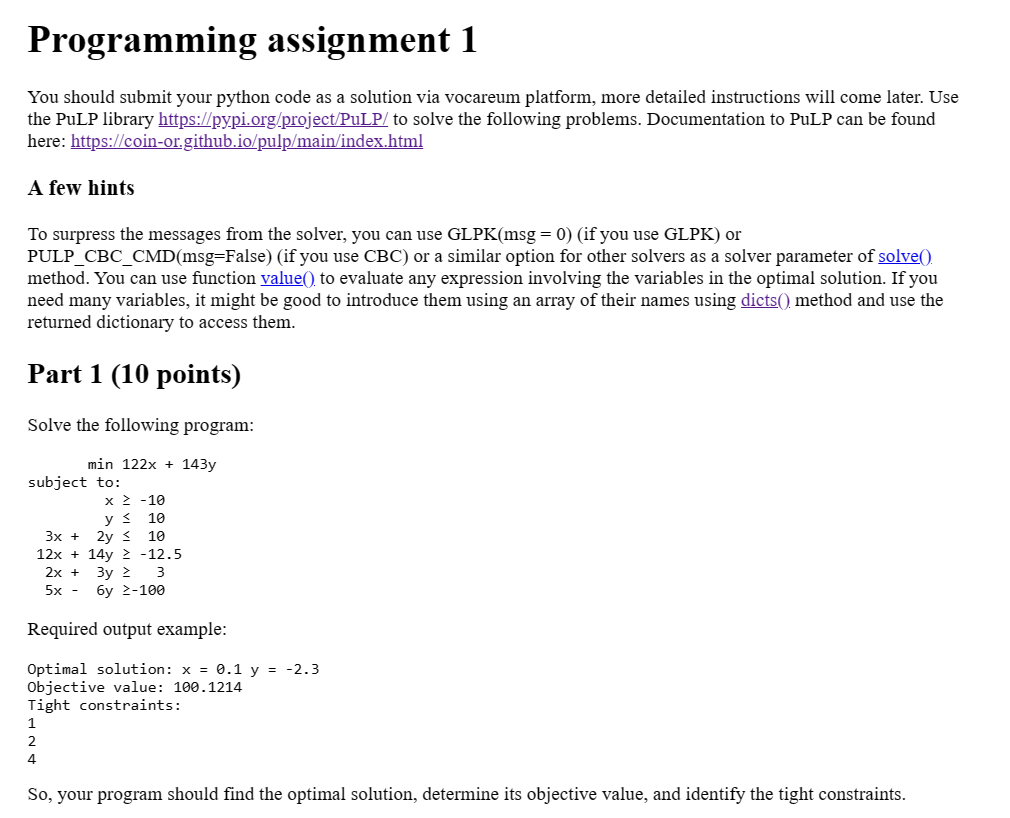 Programming assignment 1
You should submit your python code as a solution via vocareum platform, more detailed instructions will come later. Use
the PuLP library https://pypi.org/project/PuLP/ to solve the following problems. Documentation to PuLP can be found
here: https://coin-or.github.io/pulp/main/index.html
A few hints
To surpress the messages from the solver, you can use GLPK(msg = 0) (if you use GLPK) or
PULP_CBC_CMD(msg=False) (if you use CBC) or a similar option for other solvers as a solver parameter of solve()
method. You can use function value() to evaluate any expression involving the variables in the optimal solution. If you
need many variables, it might be good to introduce them using an array of their names using dicts() method and use the
returned dictionary to access them.
Part 1 (10 points)
Solve the following program:
min 122x + 143y
subject to:
x ≥ -10
y ≤ 10
3x + 2y ≤ 10
12x + 14y ≥ -12.5
2x + 3y ≥ 3
5x - 6y ≥-100
Required output example:
Optimal solution: x = 0.1 y = -2.3
Objective value: 100.1214
Tight constraints:
1
2
4
So, your program should find the optimal solution, determine its objective value, and identify the tight constraints.